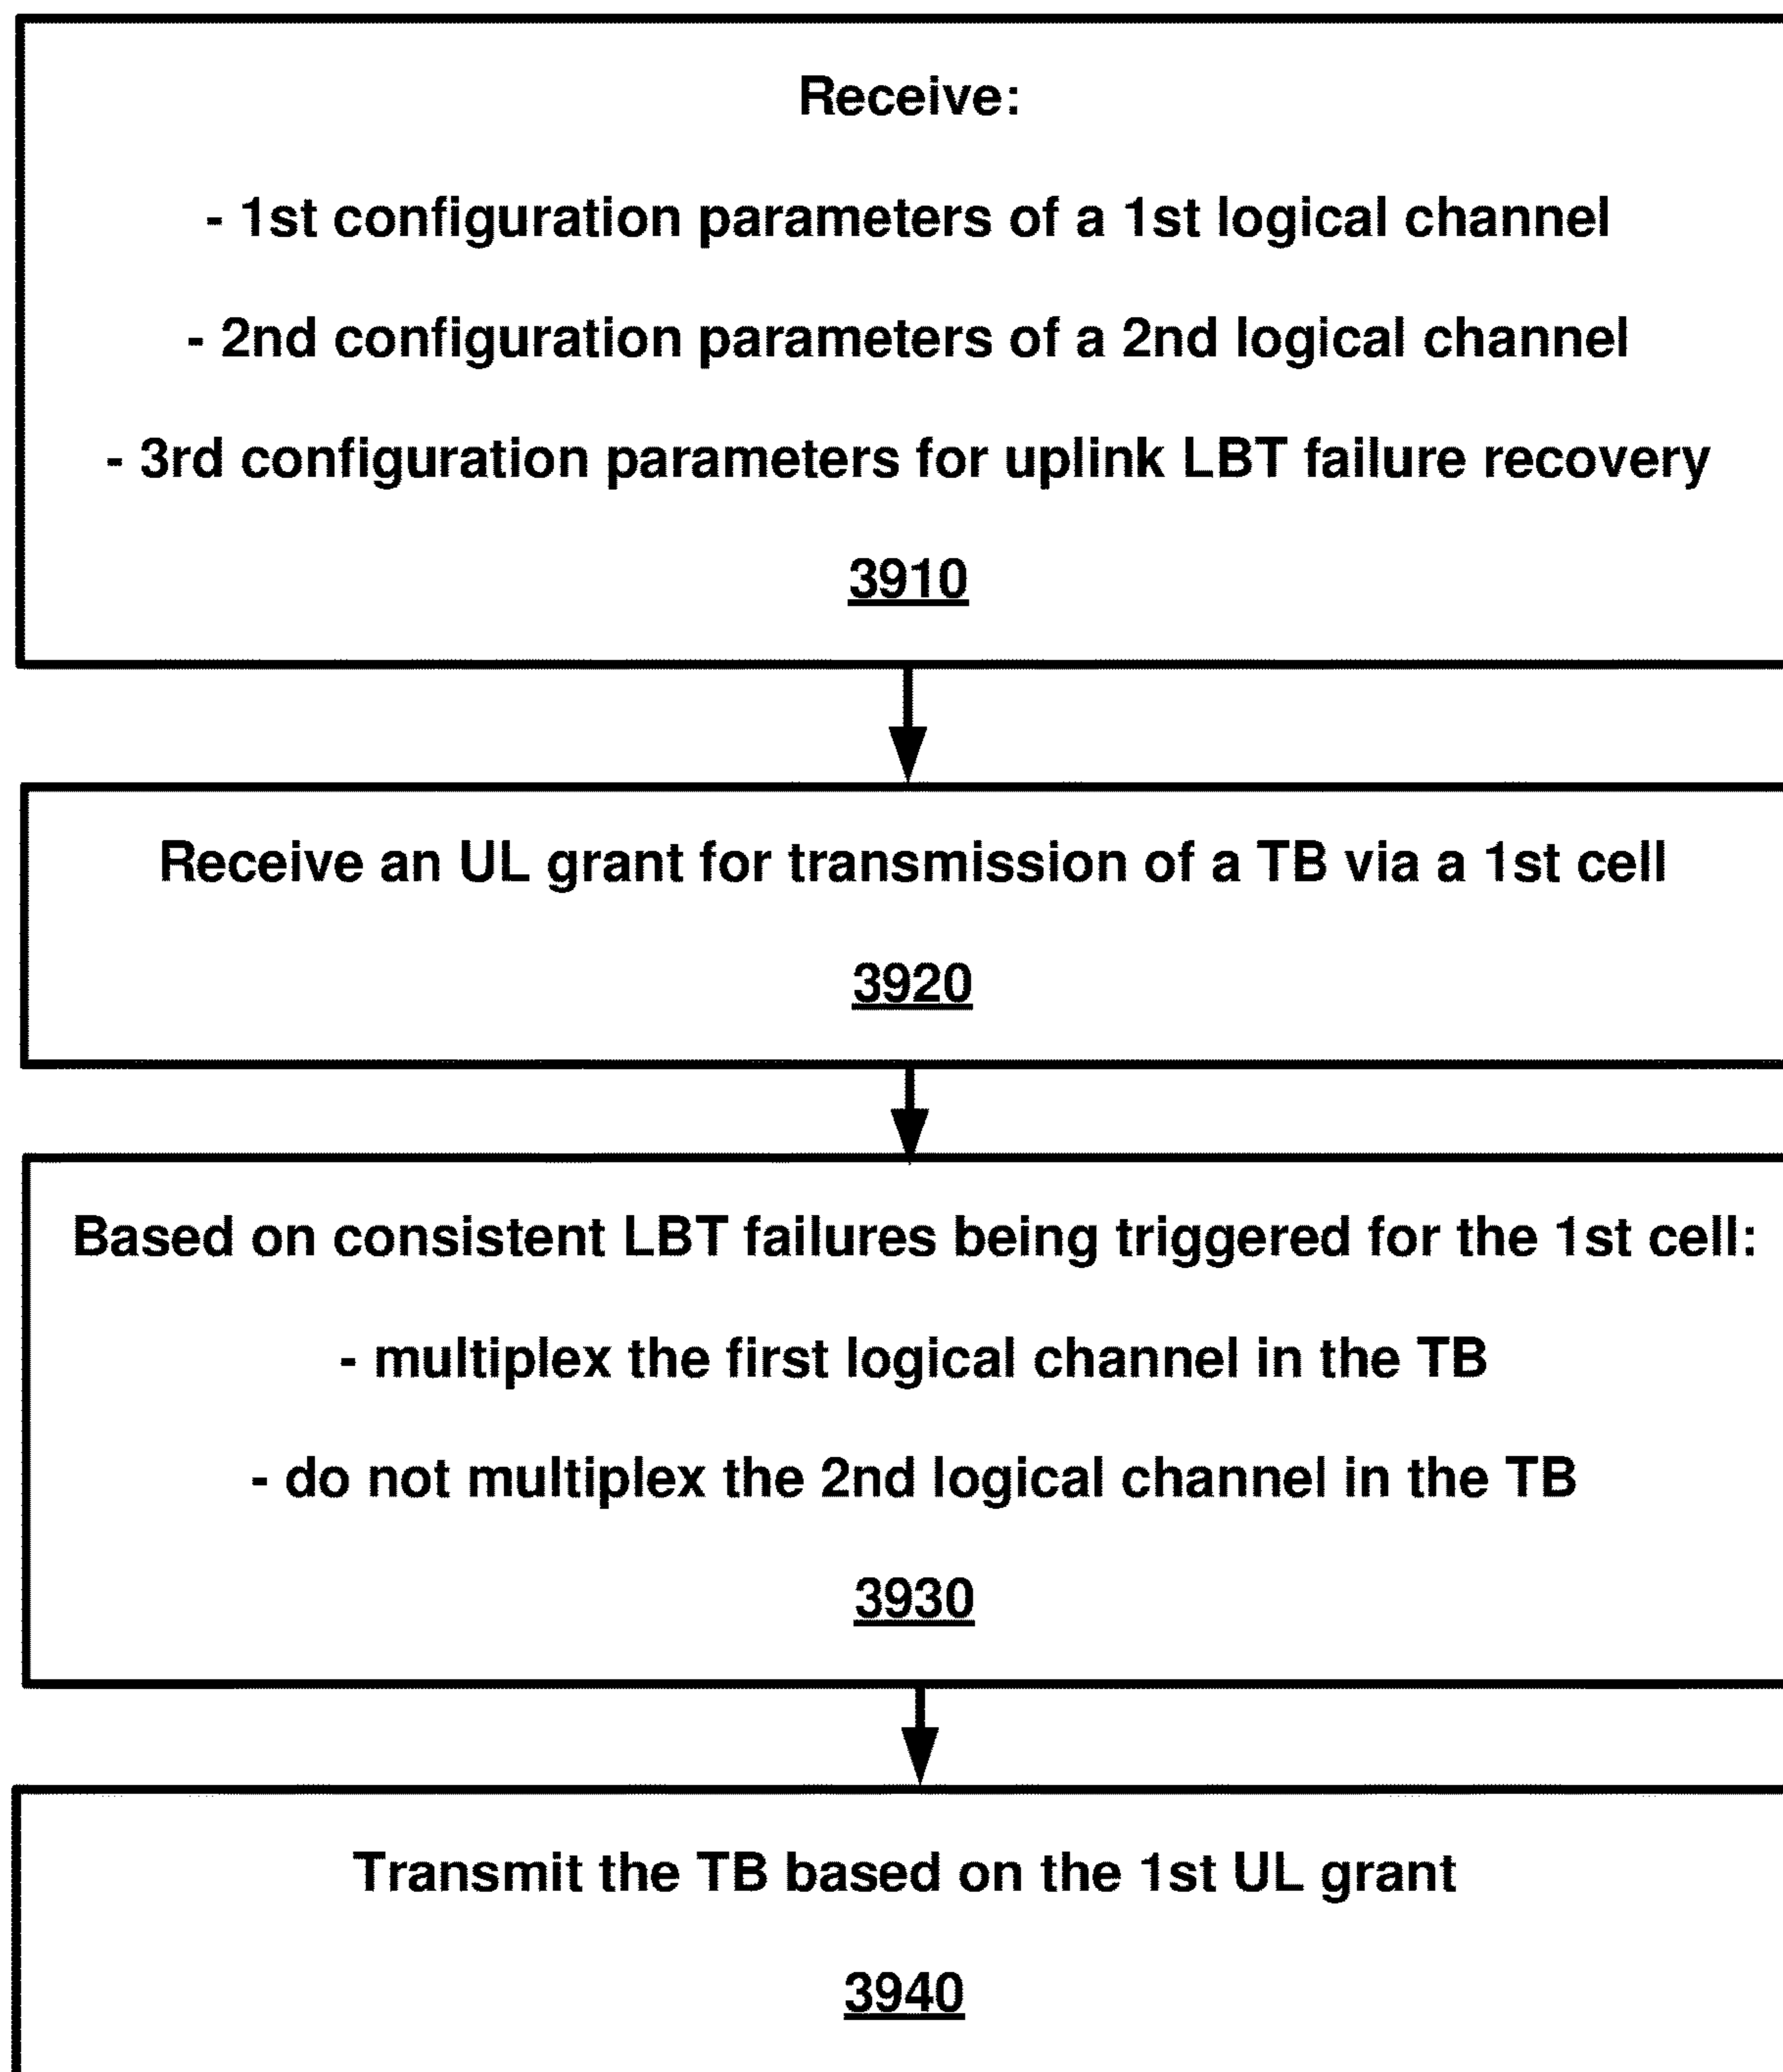 Receive:
- 1st configuration parameters of a 1st logical channel
- 2nd configuration parameters of a 2nd logical channel
- 3rd configuration parameters for uplink LBT failure recovery
3910
Receive an UL grant for transmission of a TB via a 1st cell
3920
Based on consistent LBT failures being triggered for the 1st cell:
- multiplex the first logical channel in the TB
- do not multiplex the 2nd logical channel in the TB
3930
Transmit the TB based on the 1st UL grant
3940